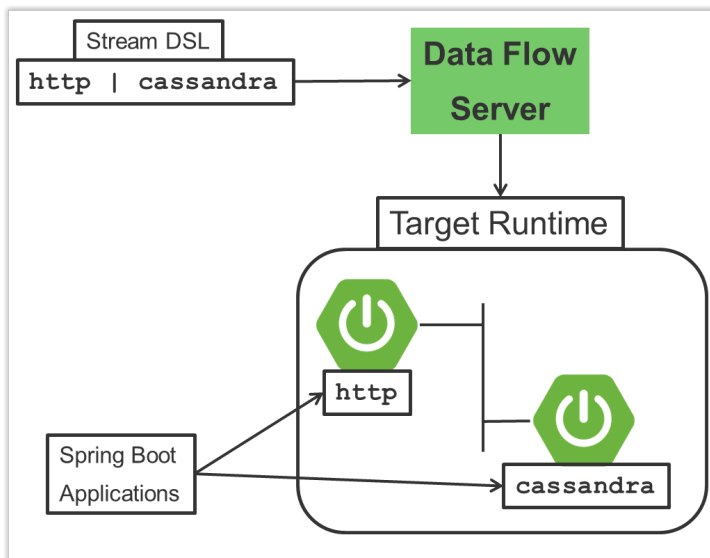 Stream DSL
http | cassandra
Data Flow
Server
Target Runtime
http
cassandra
Spring Boot
Applications